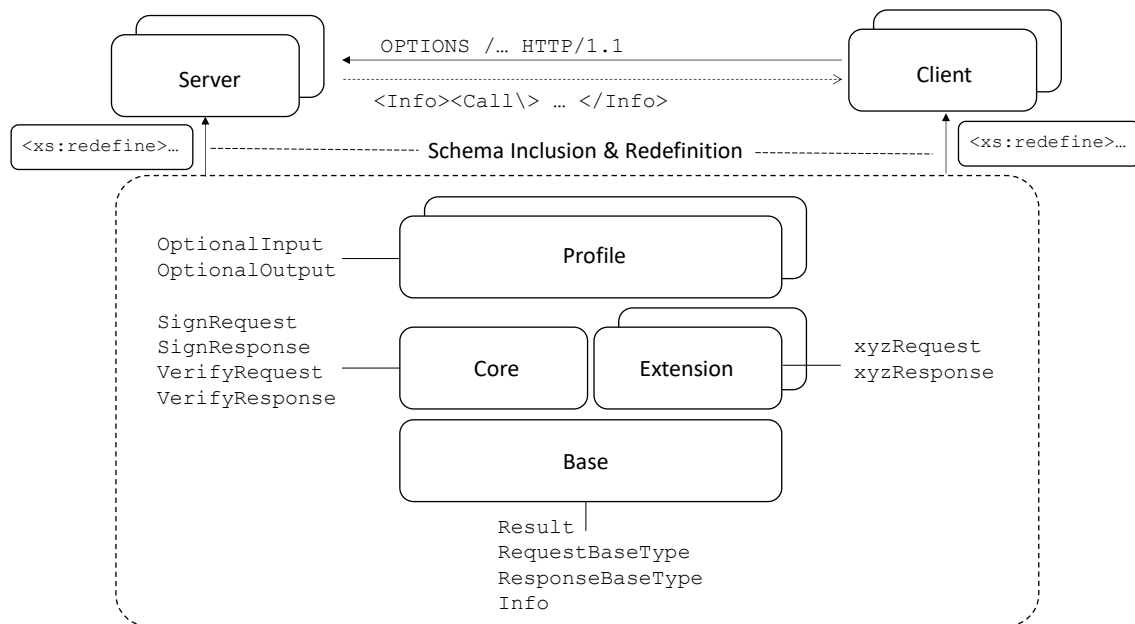 OPTIONS /… HTTP/1.1
Server
Client
<Info><Call\> … </Info>
<xs:redefine>…
Schema Inclusion & Redefinition
<xs:redefine>…
OptionalInput
OptionalOutput
Profile
SignRequest
SignResponse
VerifyRequest
VerifyResponse
Core
Extension
xyzRequest
xyzResponse
Base
Result
RequestBaseType
ResponseBaseType
Info